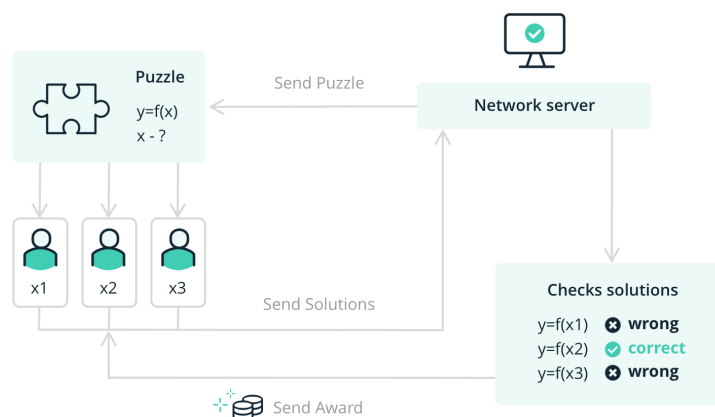 Puzzle
y=f(x)
x - ?
Send Puzzle
Network server
x1
x2
x3
Send Solutions
Checks solutions
y=f(x1) wrong
y=f(x2) correct
y=f(x3) wrong
Send Award